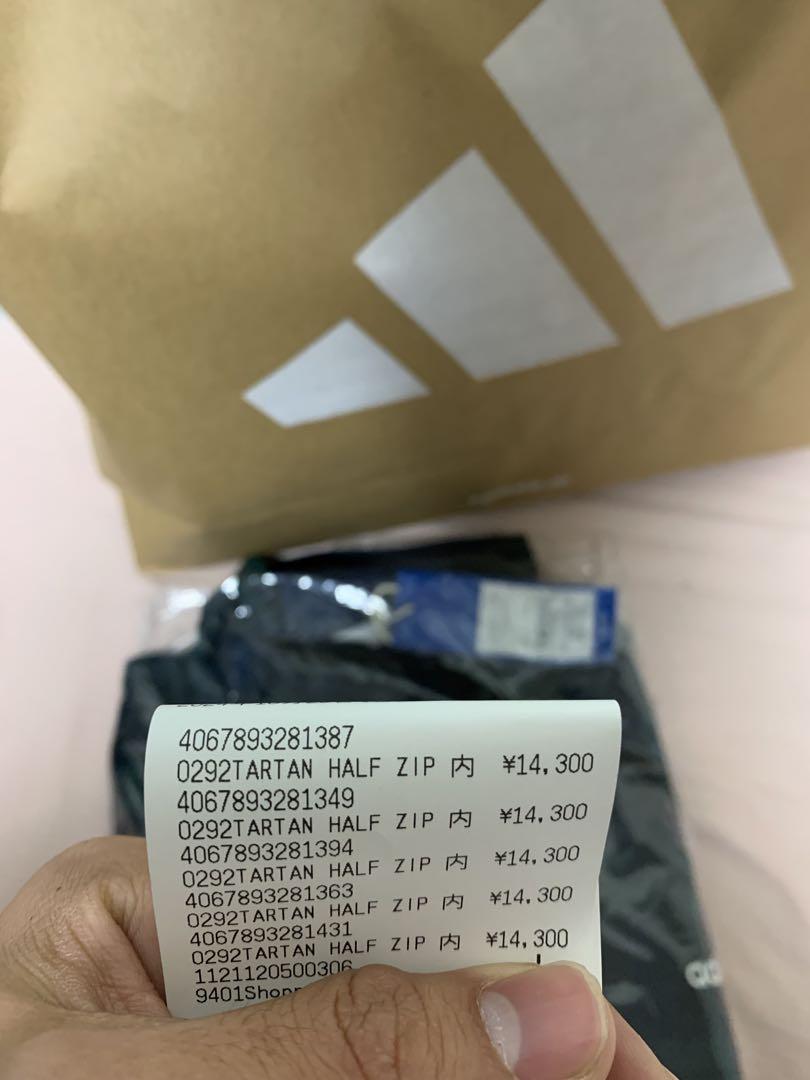 4067893281387
0292TARTAN HALF ZIP 内 ¥14,300
4067893281349
0292TARTAN HALF ZIP 内 ¥14,300
4067893281394
0292TARTAN HALF ZIP 内 ¥14,300
4067893281363
0292TARTAN HALF ZIP 内 ¥14,300
4067893281431
0292TARTAN HALF ZIP 内 ¥14,300
1121120500306